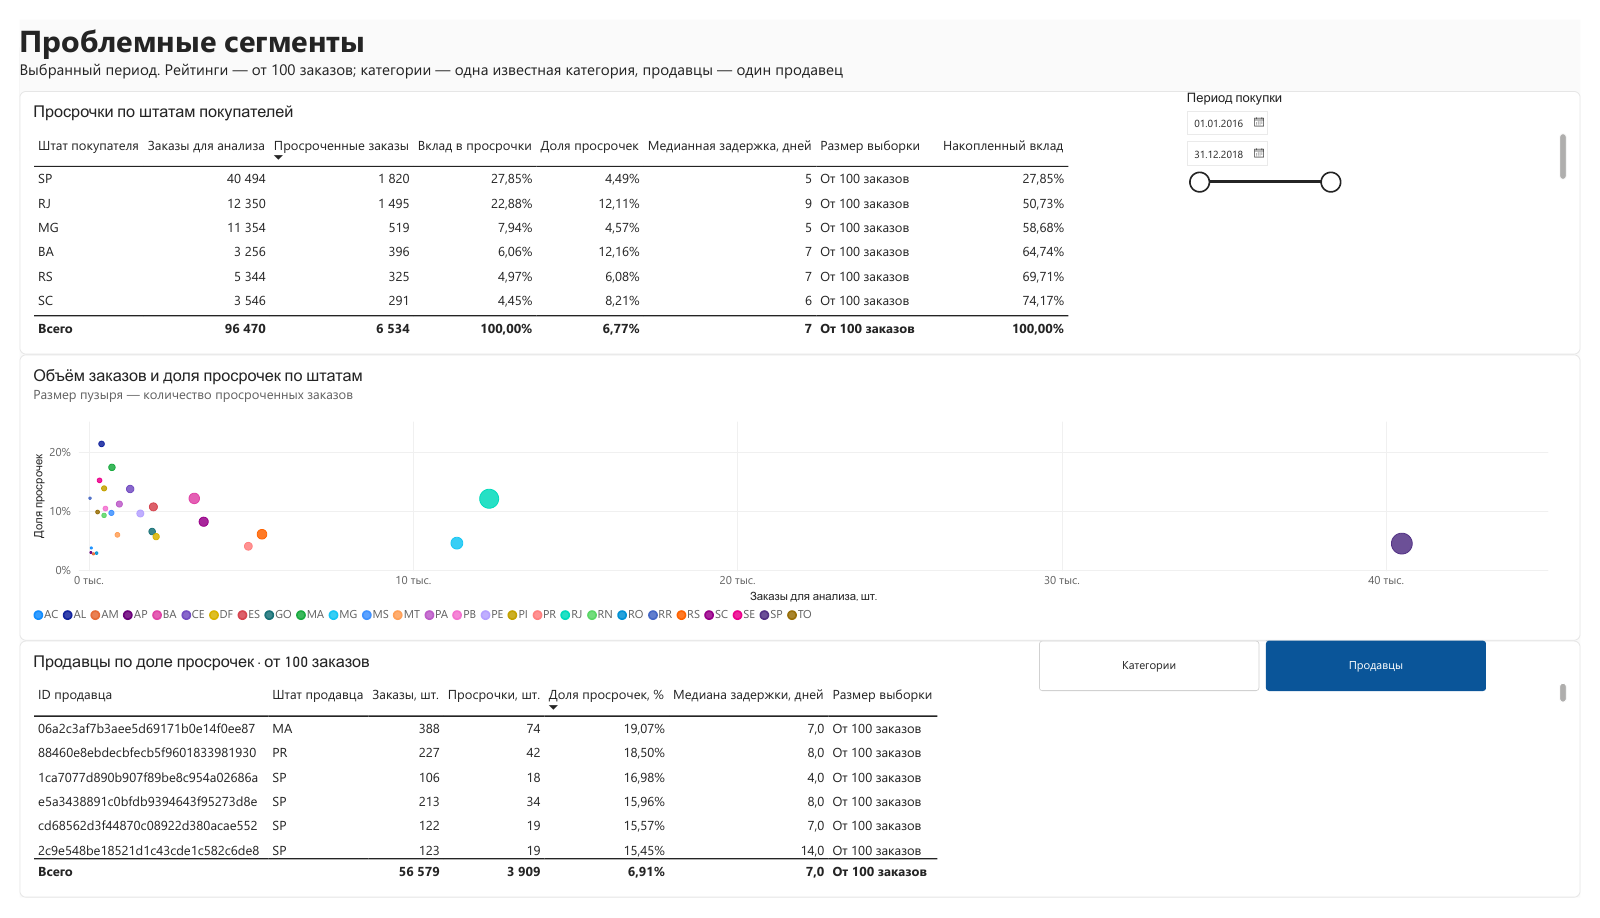 Проблемные сегменты
Выбранный период. Рейтинги — от 100 заказов; категории — одна известная категория, продавцы — один продавец
Просрочки по штатам покупателей
Период покупки
01.01.2016
31.12.2018
Штат покупателя Заказы для анализа Просроченные заказы Вклад в просрочки Доля просрочек Медианная задержка, дней Размер выборки Накопленный вклад
SP 40 494 1 820 27,85% 4,49% 5 От 100 заказов 27,85%
RJ 12 350 1 495 22,88% 12,11% 9 От 100 заказов 50,73%
MG 11 354 519 7,94% 4,57% 5 От 100 заказов 58,68%
BA 3 256 396 6,06% 12,16% 7 От 100 заказов 64,74%
RS 5 344 325 4,97% 6,08% 7 От 100 заказов 69,71%
SC 3 546 291 4,45% 8,21% 6 От 100 заказов 74,17%
Всего 96 470 6 534 100,00% 6,77% 7 От 100 заказов 100,00%
Объём заказов и доля просрочек по штатам
Размер пузыря — количество просроченных заказов
Доля просрочек
20%
10%
0%
0 тыс. 10 тыс. 20 тыс. 30 тыс. 40 тыс.
Заказы для анализа, шт.
AC AL AM AP BA CE DF ES GO MA MG MS MT PA PB PE PI PR RJ RN RO RR RS SC SE SP TO
Продавцы по доле просрочек · от 100 заказов
Категории
Продавцы
ID продавца Штат продавца Заказы, шт. Просрочки, шт. Доля просрочек, % Медиана задержки, дней Размер выборки
06a2c3af7b3aee5d69171b0e14f0ee87 MA 388 74 19,07% 7,0 От 100 заказов
88460e8ebdecbfecb5f9601833981930 PR 227 42 18,50% 8,0 От 100 заказов
1ca7077d890b907f89be8c954a02686a SP 106 18 16,98% 4,0 От 100 заказов
e5a3438891c0bfdb9394643f95273d8e SP 213 34 15,96% 8,0 От 100 заказов
cd68562d3f44870c08922d380acae552 SP 122 19 15,57% 7,0 От 100 заказов
2c9e548be18521d1c43cde1c582c6de8 SP 123 19 15,45% 14,0 От 100 заказов
Всего 56 579 3 909 6,91% 7,0 От 100 заказов